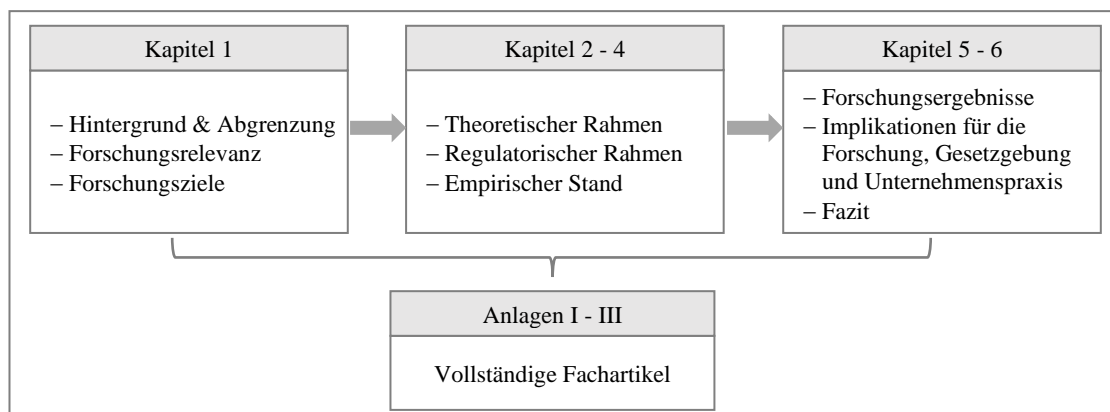 Kapitel 1
– Hintergrund & Abgrenzung
– Forschungsrelevanz
– Forschungsziele
Kapitel 2 - 4
– Theoretischer Rahmen
– Regulatorischer Rahmen
– Empirischer Stand
Kapitel 5 - 6
– Forschungsergebnisse
– Implikationen für die
Forschung, Gesetzgebung
und Unternehmenspraxis
– Fazit
Anlagen I - III
Vollständige Fachartikel